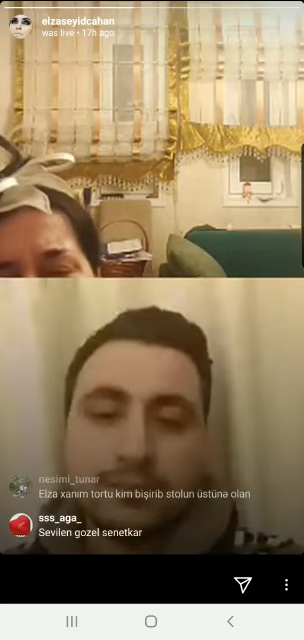 elzaseyidcahan
was live • 17h ago
nesimi_tunar
Elza xanım tortu kim bişirib stolun üstünə olan
sss_aga_
Sevilen gozel senetkar